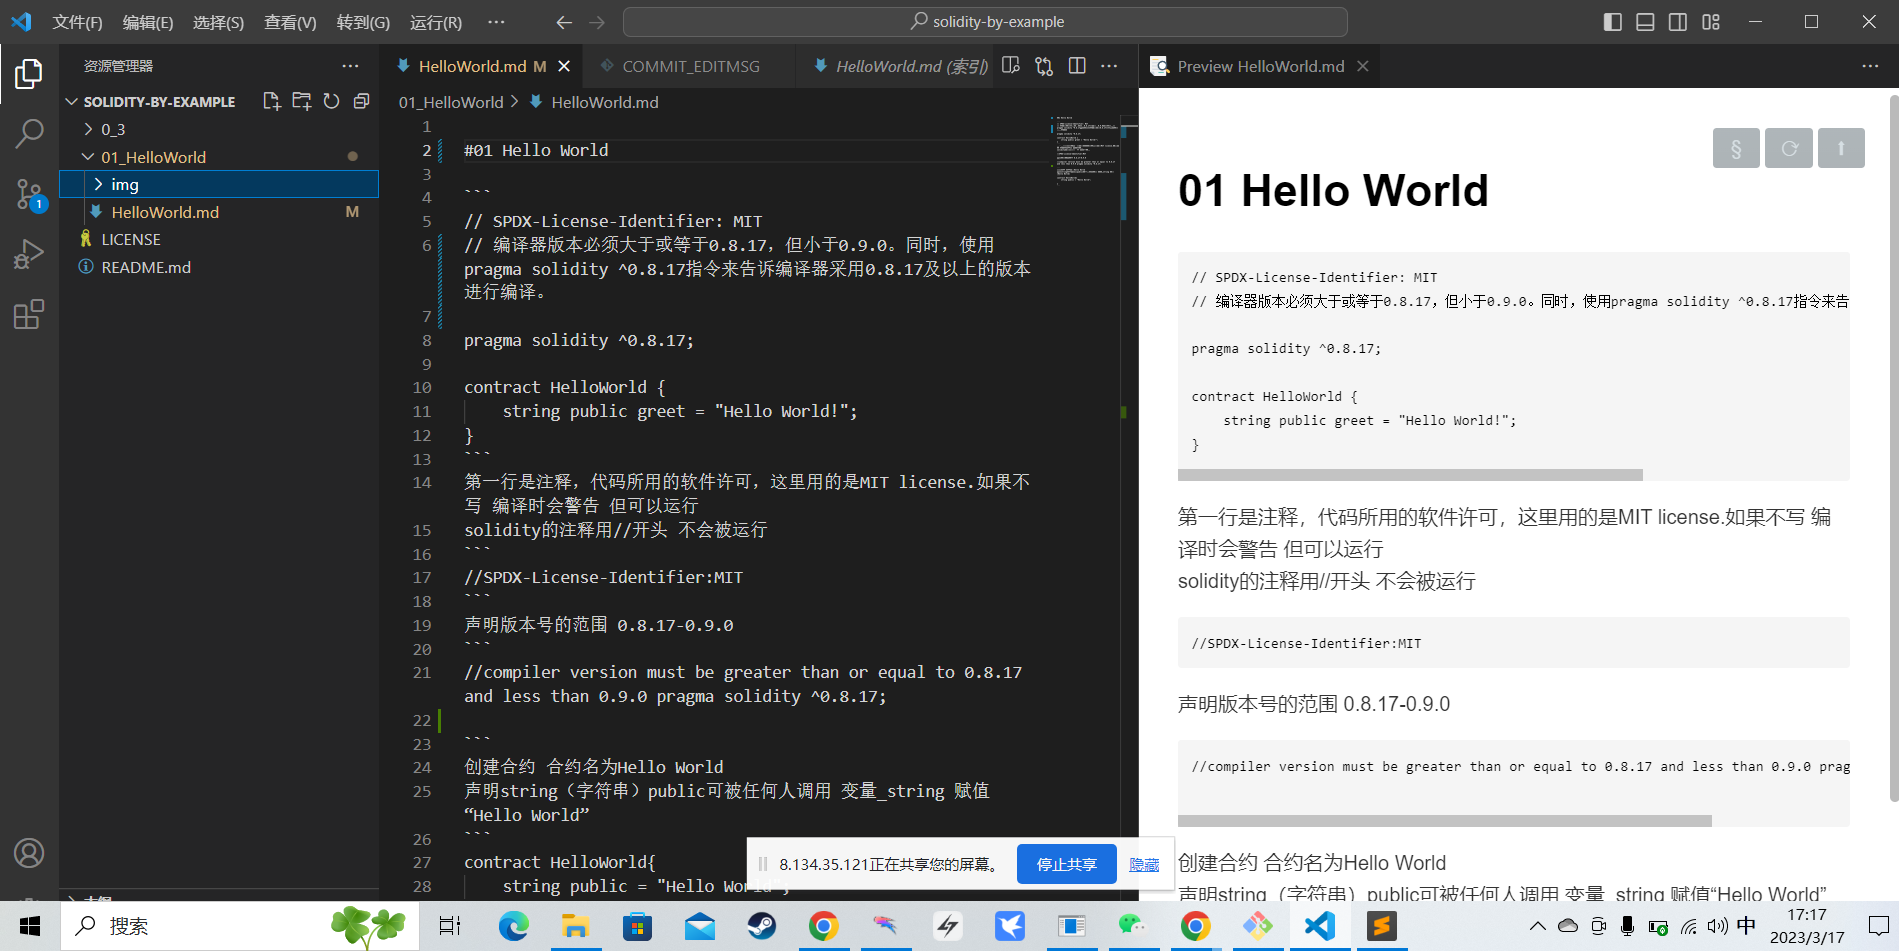 文件(F) 编辑(E) 选择(S) 查看(V) 转到(G) 运行(R) ··· solidity-by-example
资源管理器
SOLIDITY-BY-EXAMPLE
0_3
01_HelloWorld
img
HelloWorld.md M
LICENSE
README.md
1
HelloWorld.md M COMMIT_EDITMSG HelloWorld.md (索引)
01_HelloWorld > HelloWorld.md
1
2 #01 Hello World
3
4 ```
5 // SPDX-License-Identifier: MIT
6 // 编译器版本必须大于或等于0.8.17，但小于0.9.0。同时，使用
pragma solidity ^0.8.17指令来告诉编译器采用0.8.17及以上的版本
进行编译。
7
8 pragma solidity ^0.8.17;
9
10 contract HelloWorld {
11 string public greet = "Hello World!";
12 }
13 ```
14 第一行是注释，代码所用的软件许可，这里用的是MIT license.如果不
写 编译时会警告 但可以运行
15 solidity的注释用//开头 不会被运行
16 ```
17 //SPDX-License-Identifier:MIT
18 ```
19 声明版本号的范围 0.8.17-0.9.0
20 ```
21 //compiler version must be greater than or equal to 0.8.17
and less than 0.9.0 pragma solidity ^0.8.17;
22
23 ```
24 创建合约 合约名为Hello World
25 声明string（字符串）public可被任何人调用 变量_string 赋值
“Hello World”
26 ```
27 contract HelloWorld{
28 string public = "Hello World";
Preview HelloWorld.md
01 Hello World
// SPDX-License-Identifier: MIT
// 编译器版本必须大于或等于0.8.17，但小于0.9.0。同时，使用pragma solidity ^0.8.17指令来告
pragma solidity ^0.8.17;
contract HelloWorld {
string public greet = "Hello World!";
}
第一行是注释，代码所用的软件许可，这里用的是MIT license.如果不写 编
译时会警告 但可以运行
solidity的注释用//开头 不会被运行
//SPDX-License-Identifier:MIT
声明版本号的范围 0.8.17-0.9.0
//compiler version must be greater than or equal to 0.8.17 and less than 0.9.0 prag
创建合约 合约名为Hello World
声明string（字符串）public可被任何人调用 变量_string 赋值“Hello World”
8.134.35.121正在共享您的屏幕。 停止共享 隐藏
搜索
中
17:17
2023/3/17